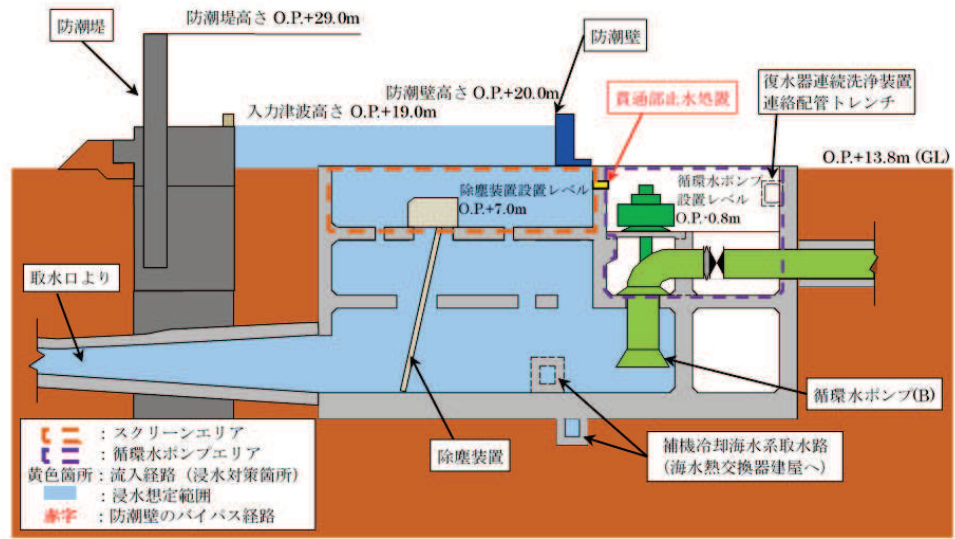 防潮堤
防潮堤高さ O.P.+29.0m
防潮壁
防潮壁高さ O.P.+20.0m
入力津波高さ O.P.+19.0m
貫通部止水処置
復水器連続洗浄装置
連絡配管トレンチ
O.P.+13.8m (GL)
除塵装置設置レベル
O.P.+7.0m
循環水ポンプ
設置レベル
O.P.-0.8m
取水口より
循環水ポンプ(B)
除塵装置
補機冷却海水系取水路
(海水熱交換器建屋へ)
：スクリーンエリア
：循環水ポンプエリア
黄色箇所：流入経路（浸水対策箇所）
：浸水想定範囲
赤字：防潮壁のバイパス経路